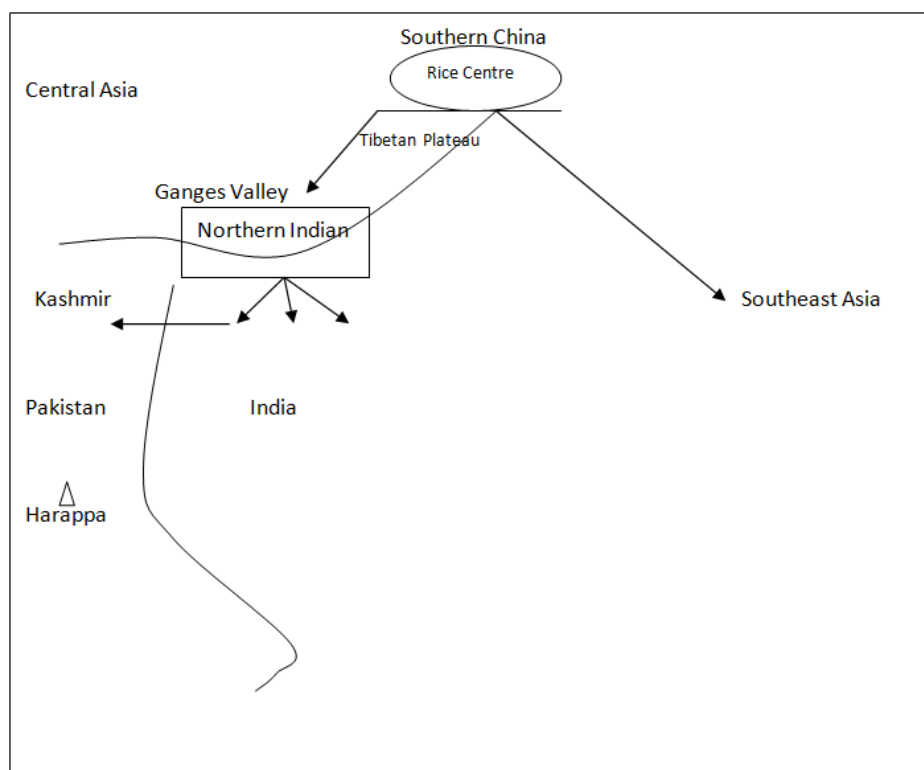 Southern China
Rice Centre
Central Asia
Tibetan Plateau
Ganges Valley
Northern Indian
Kashmir
Southeast Asia
Pakistan
India
Harappa